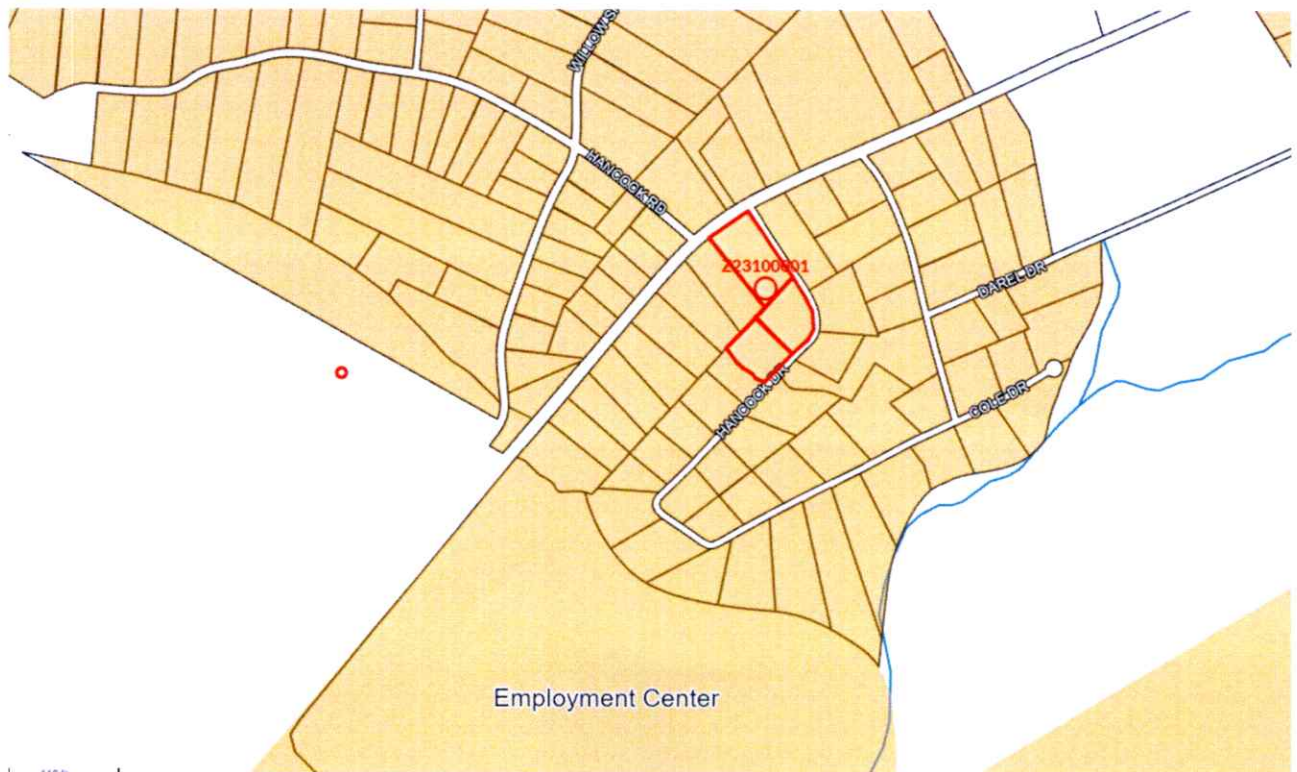 WILLOW S
HANCOCK RD
Z23100001
DAREL DR
HANCOCK DR
COLE DR
Employment Center